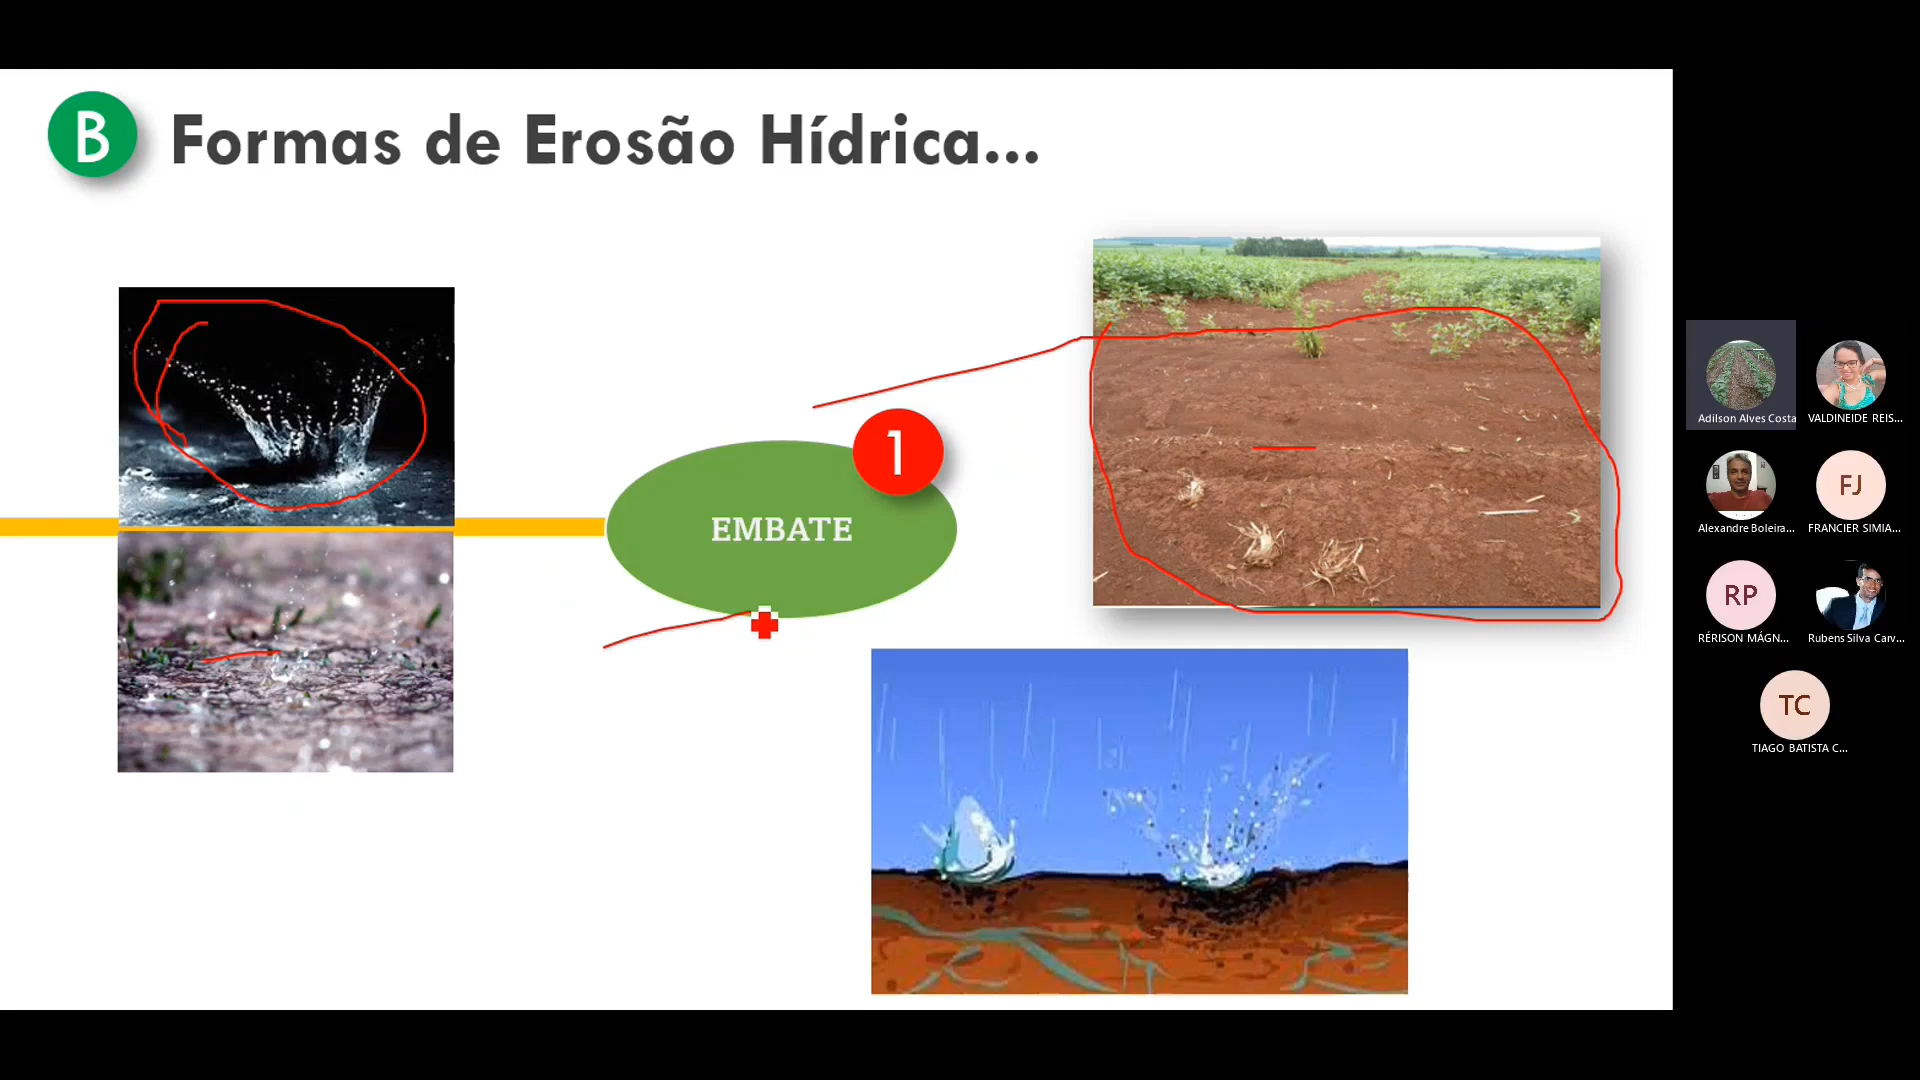 B
Formas de Erosão Hídrica...
1
EMBATE
Adilson Alves Costa
VALDINEIDE REIS...
Alexandre Boleira...
FJ
FRANCIER SIMIA...
RP
RÉRISON MÁGN...
Rubens Silva Carv...
TC
TIAGO BATISTA C...